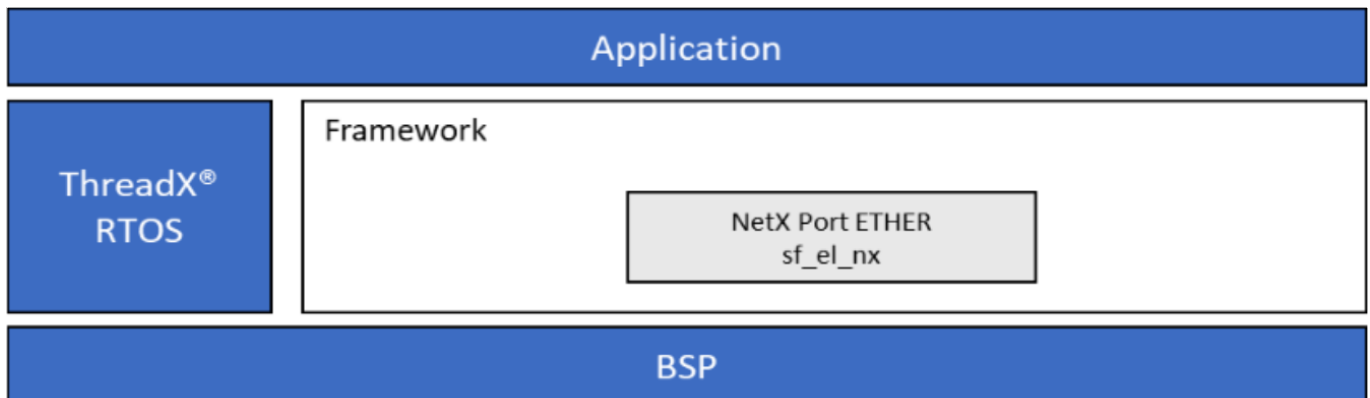 Application
Framework
ThreadX®
RTOS
NetX Port ETHER
sf_el_nx
BSP